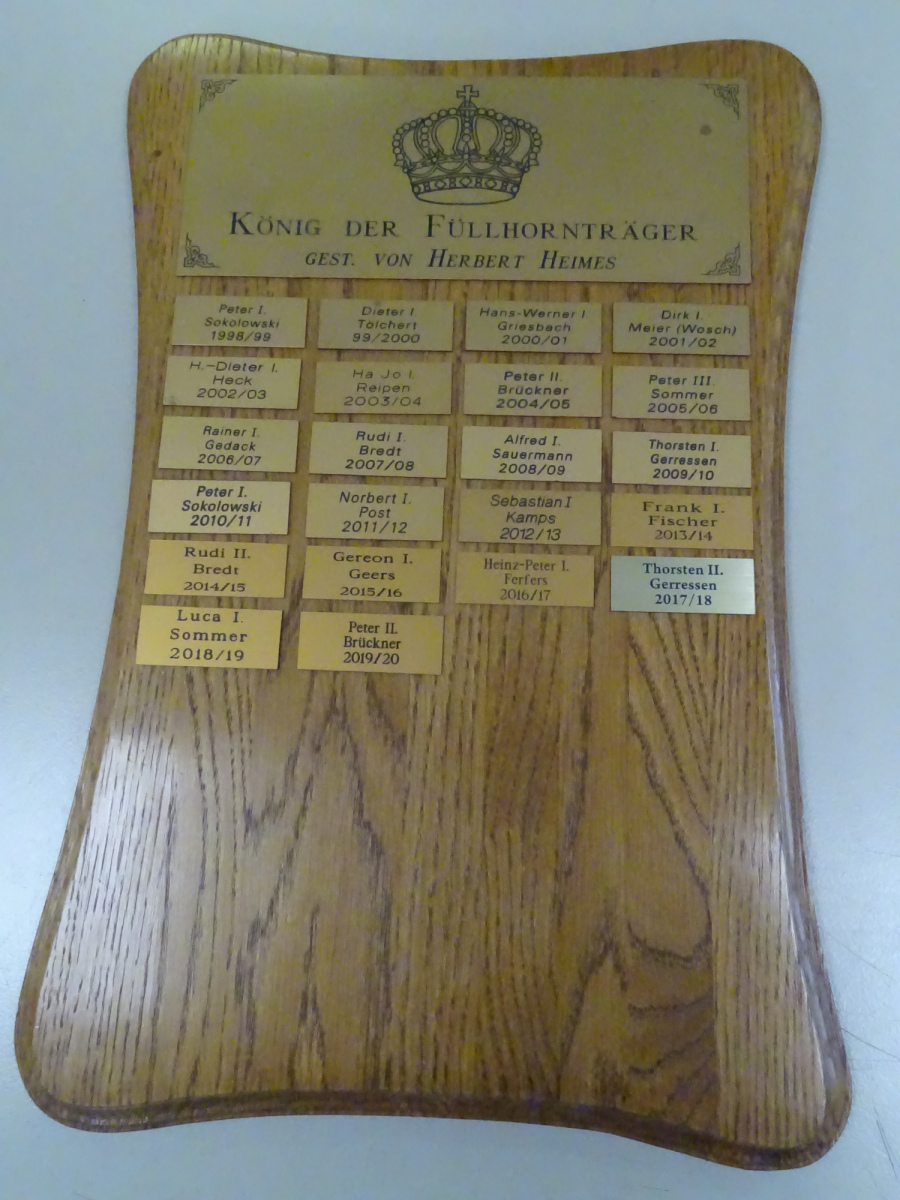 König der Füllhornträger
gest. von Herbert Heimes
Peter I.
Sokolowski
1998/99
Dieter I.
Tolchert
99/2000
Hans-Werner I.
Griesbach
2000/01
Dirk I.
Meier (Wosch)
2001/02
H.-Dieter I.
Heck
2002/03
Ha Jo I.
Reipen
2003/04
Peter II.
Brückner
2004/05
Peter III.
Sommer
2005/06
Rainer I.
Gedack
2006/07
Rudi I.
Bredt
2007/08
Alfred I.
Sauermann
2008/09
Thorsten I.
Gerressen
2009/10
Peter I.
Sokolowski
2010/11
Norbert I.
Post
2011/12
Sebastian I
Kamps
2012/13
Frank I.
Fischer
2013/14
Rudi II.
Bredt
2014/15
Gereon I.
Geers
2015/16
Heinz-Peter I.
Ferfers
2016/17
Thorsten II.
Gerressen
2017/18
Luca I.
Sommer
2018/19
Peter II.
Brückner
2019/20